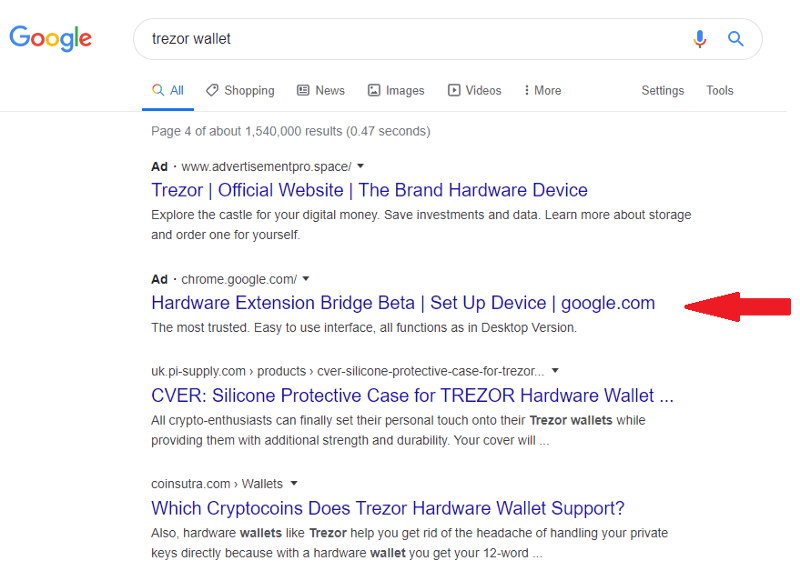 Google
trezor wallet
All Shopping News Images Videos More Settings Tools
Page 4 of about 1,540,000 results (0.47 seconds)
Ad · www.advertisementpro.space/
Trezor | Official Website | The Brand Hardware Device
Explore the castle for your digital money. Save investments and data. Learn more about storage
and order one for yourself.
Ad · chrome.google.com/
Hardware Extension Bridge Beta | Set Up Device | google.com
The most trusted. Easy to use interface, all functions as in Desktop Version.
uk.pi-supply.com › products › cver-silicone-protective-case-for-trezor...
CVER: Silicone Protective Case for TREZOR Hardware Wallet ...
All crypto-enthusiasts can finally set their personal touch onto their Trezor wallets while
providing them with additional strength and durability. Your cover will ...
coinsutra.com › Wallets
Which Cryptocoins Does Trezor Hardware Wallet Support?
Also, hardware wallets like Trezor help you get rid of the headache of handling your private
keys directly because with a hardware wallet you get your 12-word ...